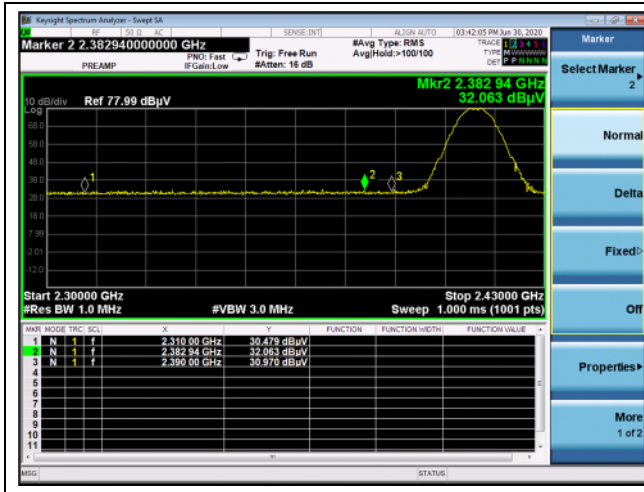 Keysight Spectrum Analyzer - Swept SA
RF 50 Ω AC SENSE:INT ALIGN AUTO 03:42:05 PM Jun 30, 2020
Marker 2 2.382940000000 GHz
PREAMP
PNO: Fast
IFGain:Low
Trig: Free Run
#Atten: 16 dB
#Avg Type: RMS
Avg|Hold:>100/100
TRACE 1 2 3 4 5 6
TYPE MWWWWW
DET P P N N N N
Mkr2 2.382 94 GHz
32.063 dBµV
10 dB/div Ref 77.99 dBµV
Log
68.0
58.0
48.0
38.0
28.0
18.0
7.99
-2.01
-12.0
1
2
3
Start 2.30000 GHz Stop 2.43000 GHz
#Res BW 1.0 MHz #VBW 3.0 MHz Sweep 1.000 ms (1001 pts)
MKR MODE TRC SCL X Y FUNCTION FUNCTION WIDTH FUNCTION VALUE
1 N 1 f 2.310 00 GHz 30.479 dBµV
2 N 1 f 2.382 94 GHz 32.063 dBµV
3 N 1 f 2.390 00 GHz 30.970 dBµV
4
5
6
7
8
9
10
11
MSG STATUS
Marker
Select Marker
2
Normal
Delta
Fixed
Off
Properties
More
1 of 2